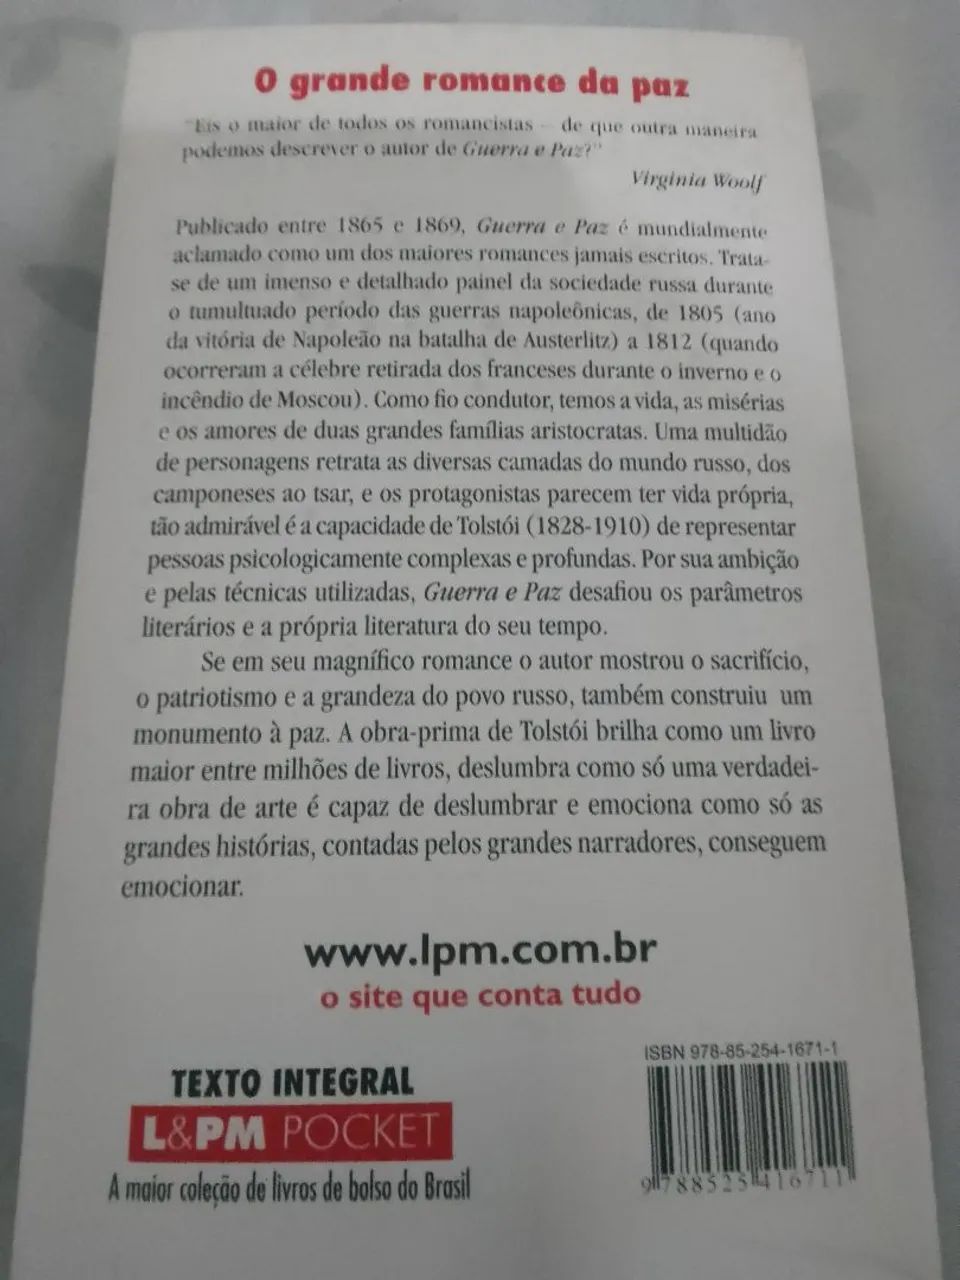 O grande romance da paz
"Eis o maior de todos os romancistas – de que outra maneira
podemos descrever o autor de Guerra e Paz?"
Virginia Woolf
Publicado entre 1865 e 1869, Guerra e Paz é mundialmente
aclamado como um dos maiores romances jamais escritos. Trata-
se de um imenso e detalhado painel da sociedade russa durante
o tumultuado período das guerras napoleônicas, de 1805 (ano
da vitória de Napoleão na batalha de Austerlitz) a 1812 (quando
ocorreram a célebre retirada dos franceses durante o inverno e o
incêndio de Moscou). Como fio condutor, temos a vida, as misérias
e os amores de duas grandes famílias aristocratas. Uma multidão
de personagens retrata as diversas camadas do mundo russo, dos
camponeses ao tsar, e os protagonistas parecem ter vida própria,
tão admirável é a capacidade de Tolstói (1828-1910) de representar
pessoas psicologicamente complexas e profundas. Por sua ambição
e pelas técnicas utilizadas, Guerra e Paz desafiou os parâmetros
literários e a própria literatura do seu tempo.
Se em seu magnífico romance o autor mostrou o sacrifício,
o patriotismo e a grandeza do povo russo, também construiu um
monumento à paz. A obra-prima de Tolstói brilha como um livro
maior entre milhões de livros, deslumbra como só uma verdadei-
ra obra de arte é capaz de deslumbrar e emociona como só as
grandes histórias, contadas pelos grandes narradores, conseguem
emocionar.
www.lpm.com.br
o site que conta tudo
TEXTO INTEGRAL
L&PM POCKET
A maior coleção de livros de bolso do Brasil
ISBN 978-85-254-1671-1
9 788525 416711